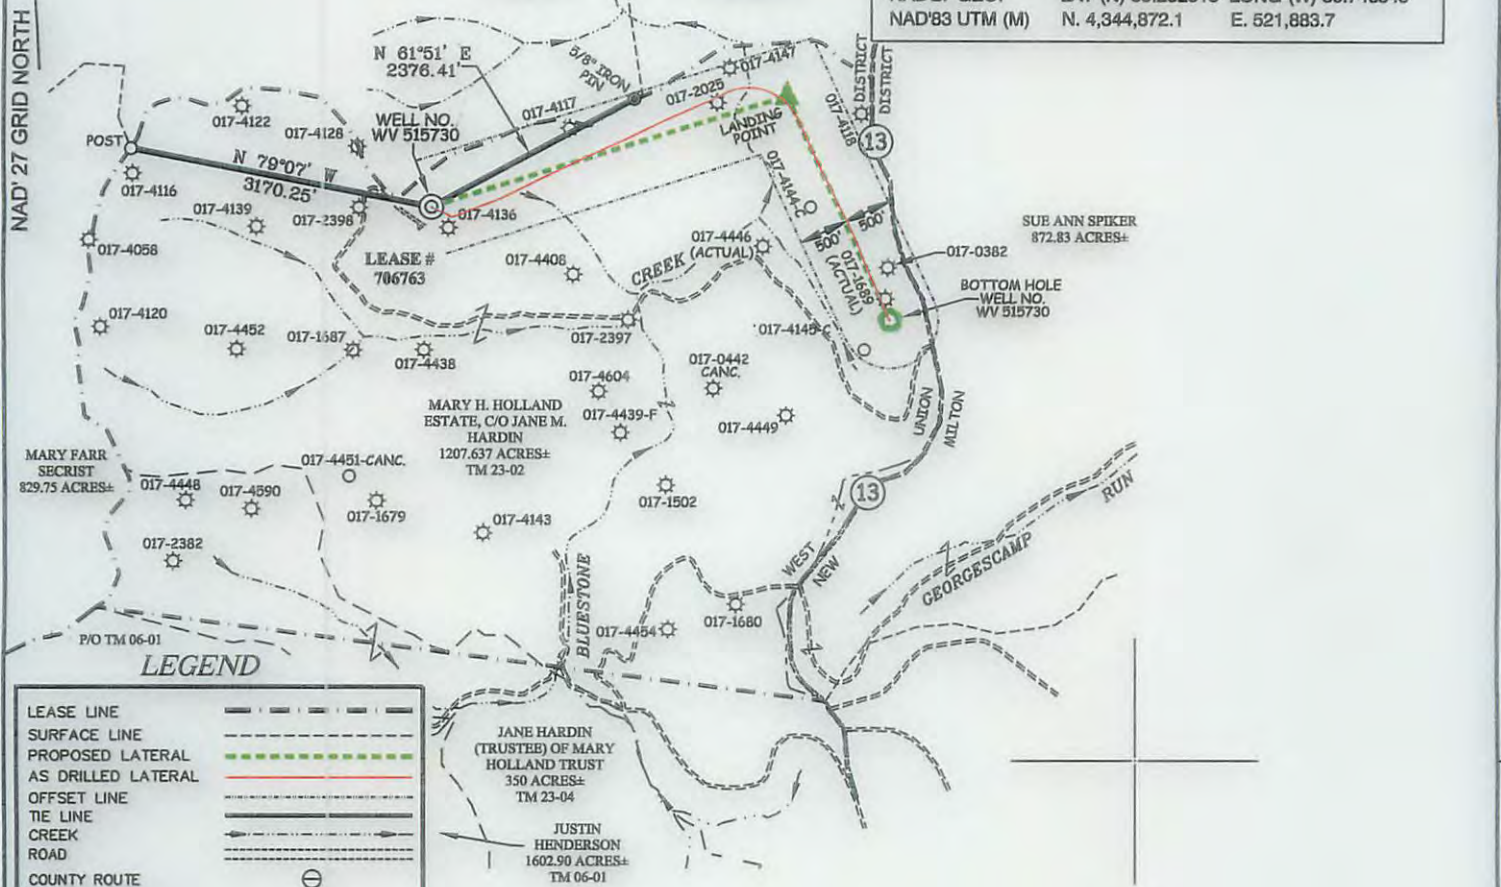 NAD'83 UTM (M) N. 4,344,872.1 E. 521,883.7
NAD' 27 GRID NORTH
N 61°51' E
2376.41'
5/8" IRON
PIN
017-4147
DISTRICT
DISTRICT
017-4122
017-4128
WELL NO.
WV 515730
017-4117
017-2025
LANDING
POINT
017-4118
13
POST
N 79°07' W
3170.25'
017-4116
017-4139
017-2398
017-4136
017-4144-C
017-4058
LEASE #
706763
017-4408
CREEK
017-4446
(ACTUAL)
500'
500'
017-1689
(ACTUAL)
017-0382
SUE ANN SPIKER
872.83 ACRES±
BOTTOM HOLE
WELL NO.
WV 515730
017-4120
017-4452
017-1687
017-4438
017-2397
017-4145-C
017-0442
CANC.
017-4604
MARY H. HOLLAND
ESTATE, C/O JANE M.
HARDIN
1207.637 ACRES±
TM 23-02
017-4439-F
017-4449
UNION
MILTON
MARY FARR
SECRIST
829.75 ACRES±
017-4451-CANC.
017-4448
017-4590
017-1679
017-4143
017-1502
13
017-2382
BLUESTONE
WEST
NEW
GEORGESCAMP
RUN
017-4454
017-1680
P/O TM 06-01
LEGEND
LEASE LINE
SURFACE LINE
PROPOSED LATERAL
AS DRILLED LATERAL
OFFSET LINE
TIE LINE
CREEK
ROAD
COUNTY ROUTE
JANE HARDIN
(TRUSTEE) OF MARY
HOLLAND TRUST
350 ACRES±
TM 23-04
JUSTIN
HENDERSON
1602.90 ACRES±
TM 06-01